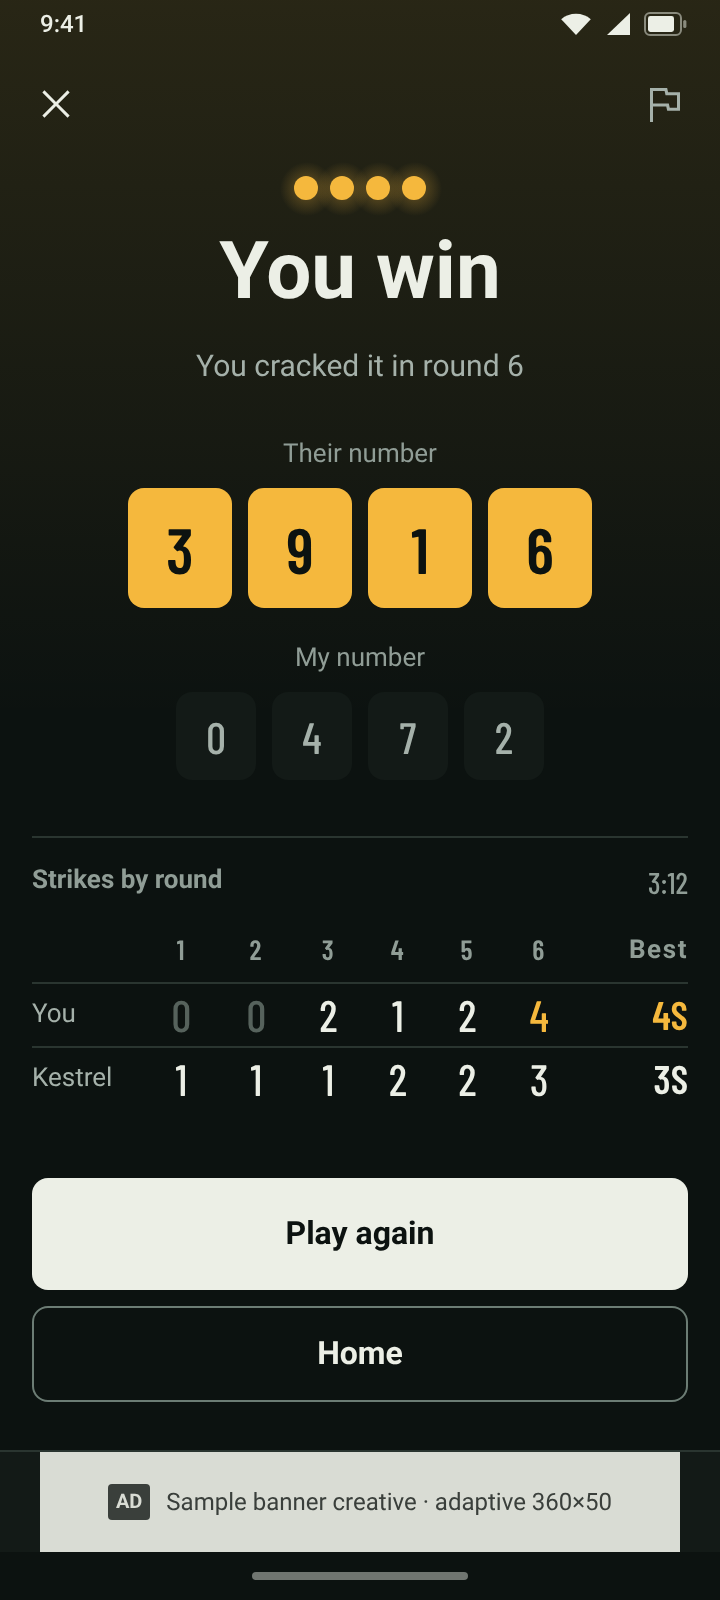 9:41
You win
You cracked it in round 6
Their number
3 9 1 6
My number
0 4 7 2
Strikes by round 3:12
1 2 3 4 5 6 Best
You 0 0 2 1 2 4 4S
Kestrel 1 1 1 2 2 3 3S
Play again
Home
AD Sample banner creative · adaptive 360×50